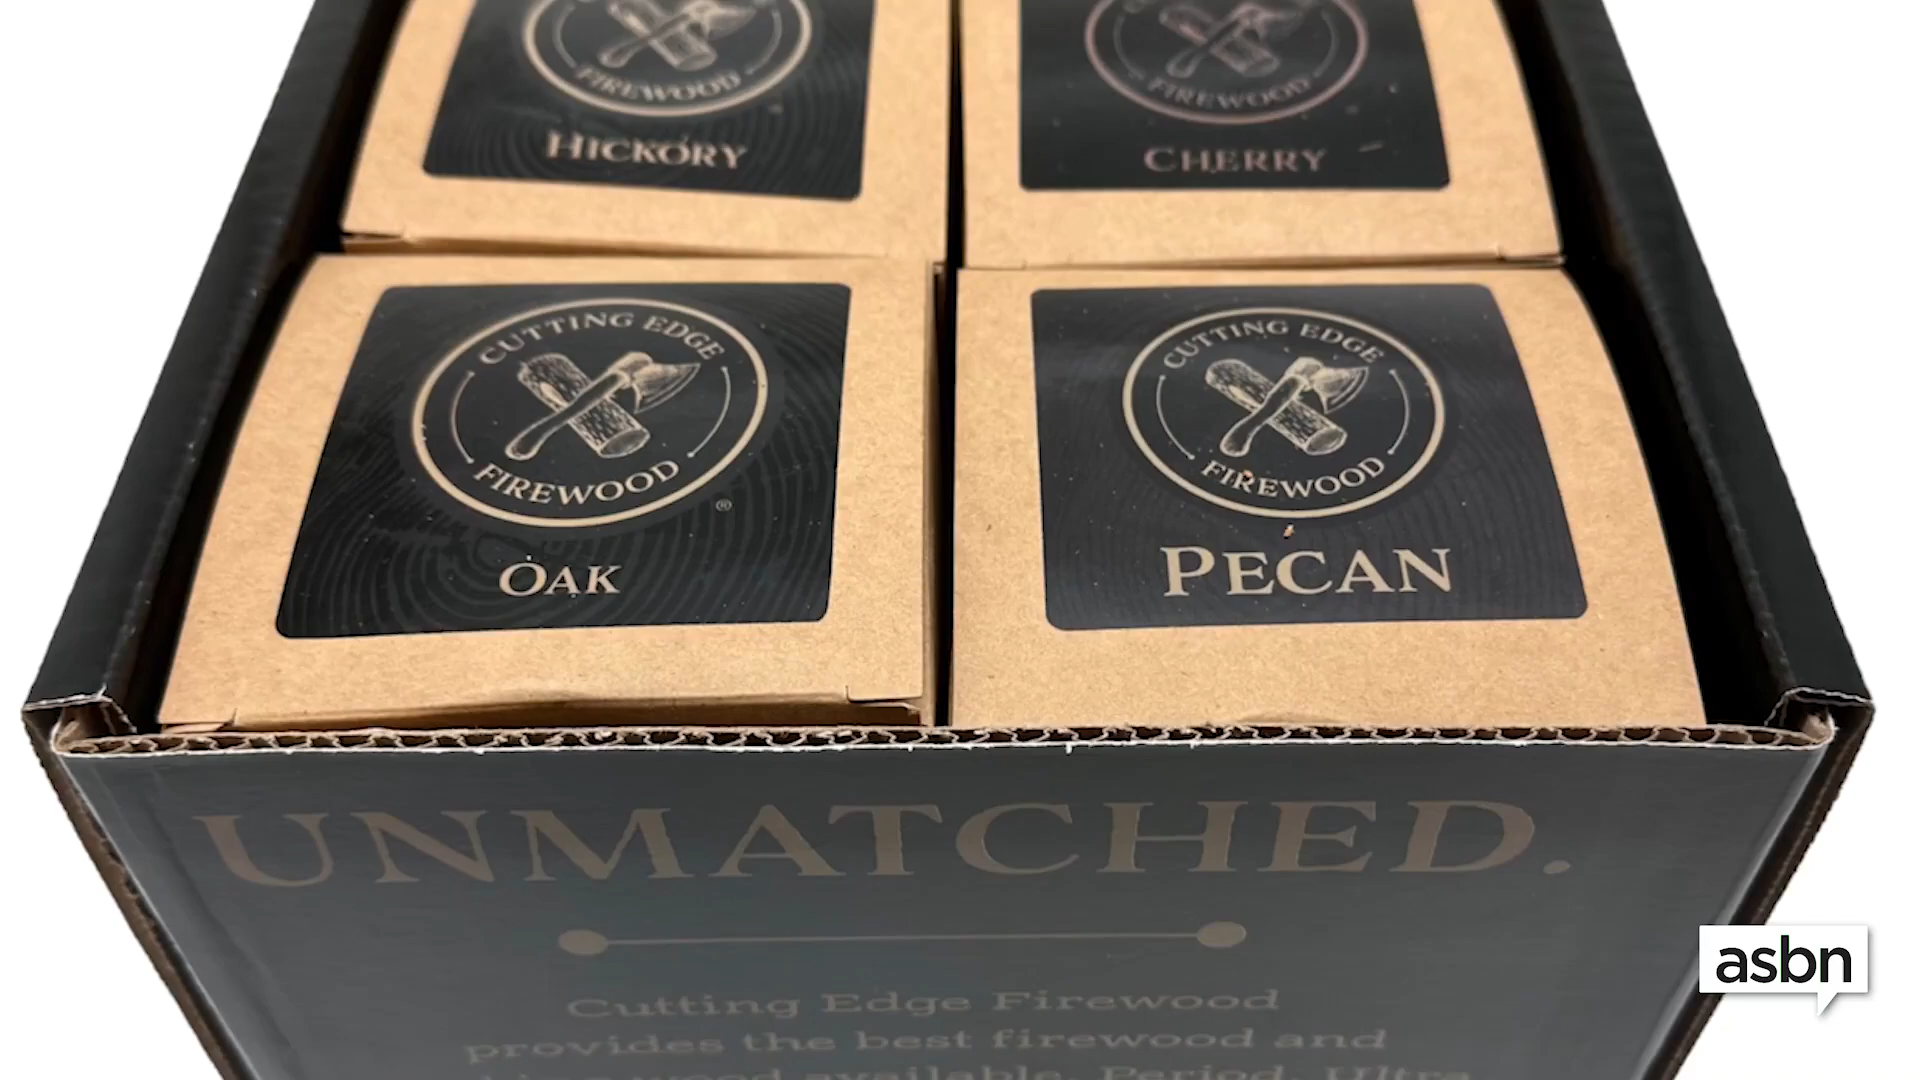 FIREWOOD
HICKORY
FIREWOOD
CHERRY
CUTTING EDGE
FIREWOOD
®
OAK
CUTTING EDGE
FIREWOOD
PECAN
UNMATCHED.
Cutting Edge Firewood
provides the best firewood and
wood available. Period. Ultra
asbn